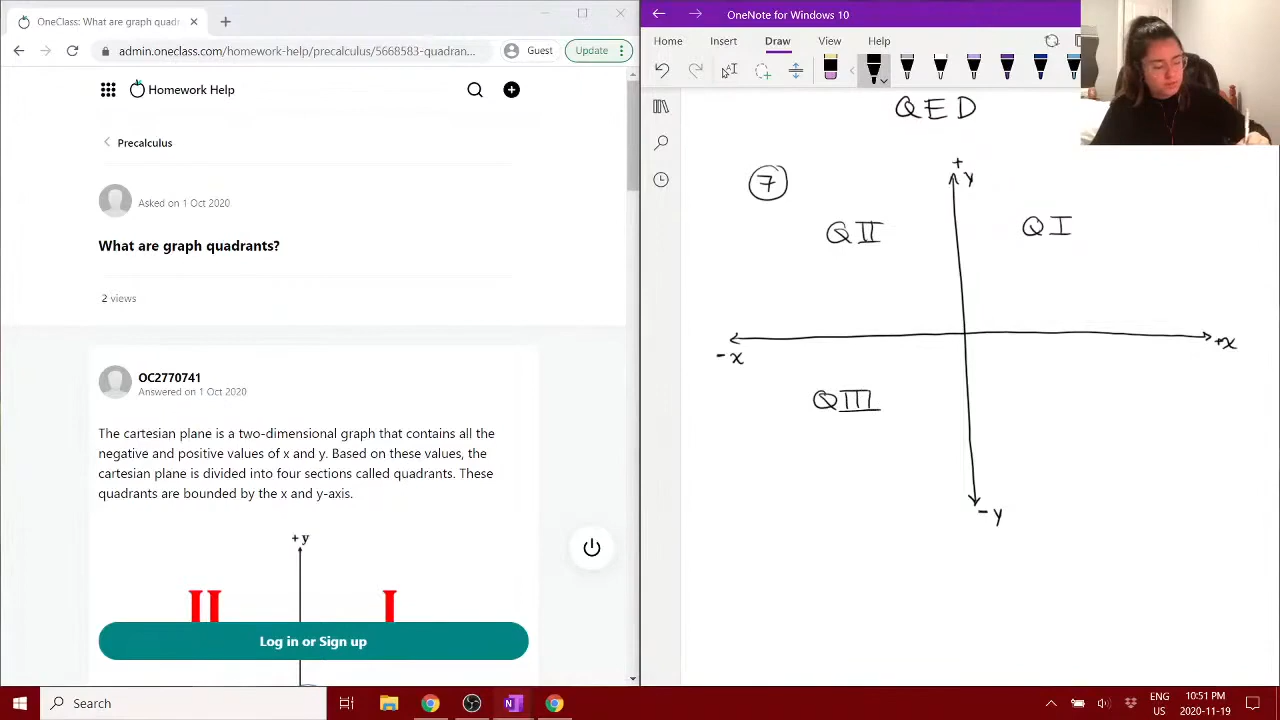 OneClass: What are graph quadr
admin.oneclass.com/homework-help/precalculus/5668583-quadran...
Guest
Update
Homework Help
Precalculus
Asked on 1 Oct 2020
What are graph quadrants?
2 views
OC2770741
Answered on 1 Oct 2020
The cartesian plane is a two-dimensional graph that contains all the
negative and positive values of x and y. Based on these values, the
cartesian plane is divided into four sections called quadrants. These
quadrants are bounded by the x and y-axis.
+ y
II
I
Log in or Sign up
OneNote for Windows 10
Home
Insert
Draw
View
Help
QED
7
+
y
QII
QI
-x
+x
QIII
-y
Search
ENG
US
10:51 PM
2020-11-19